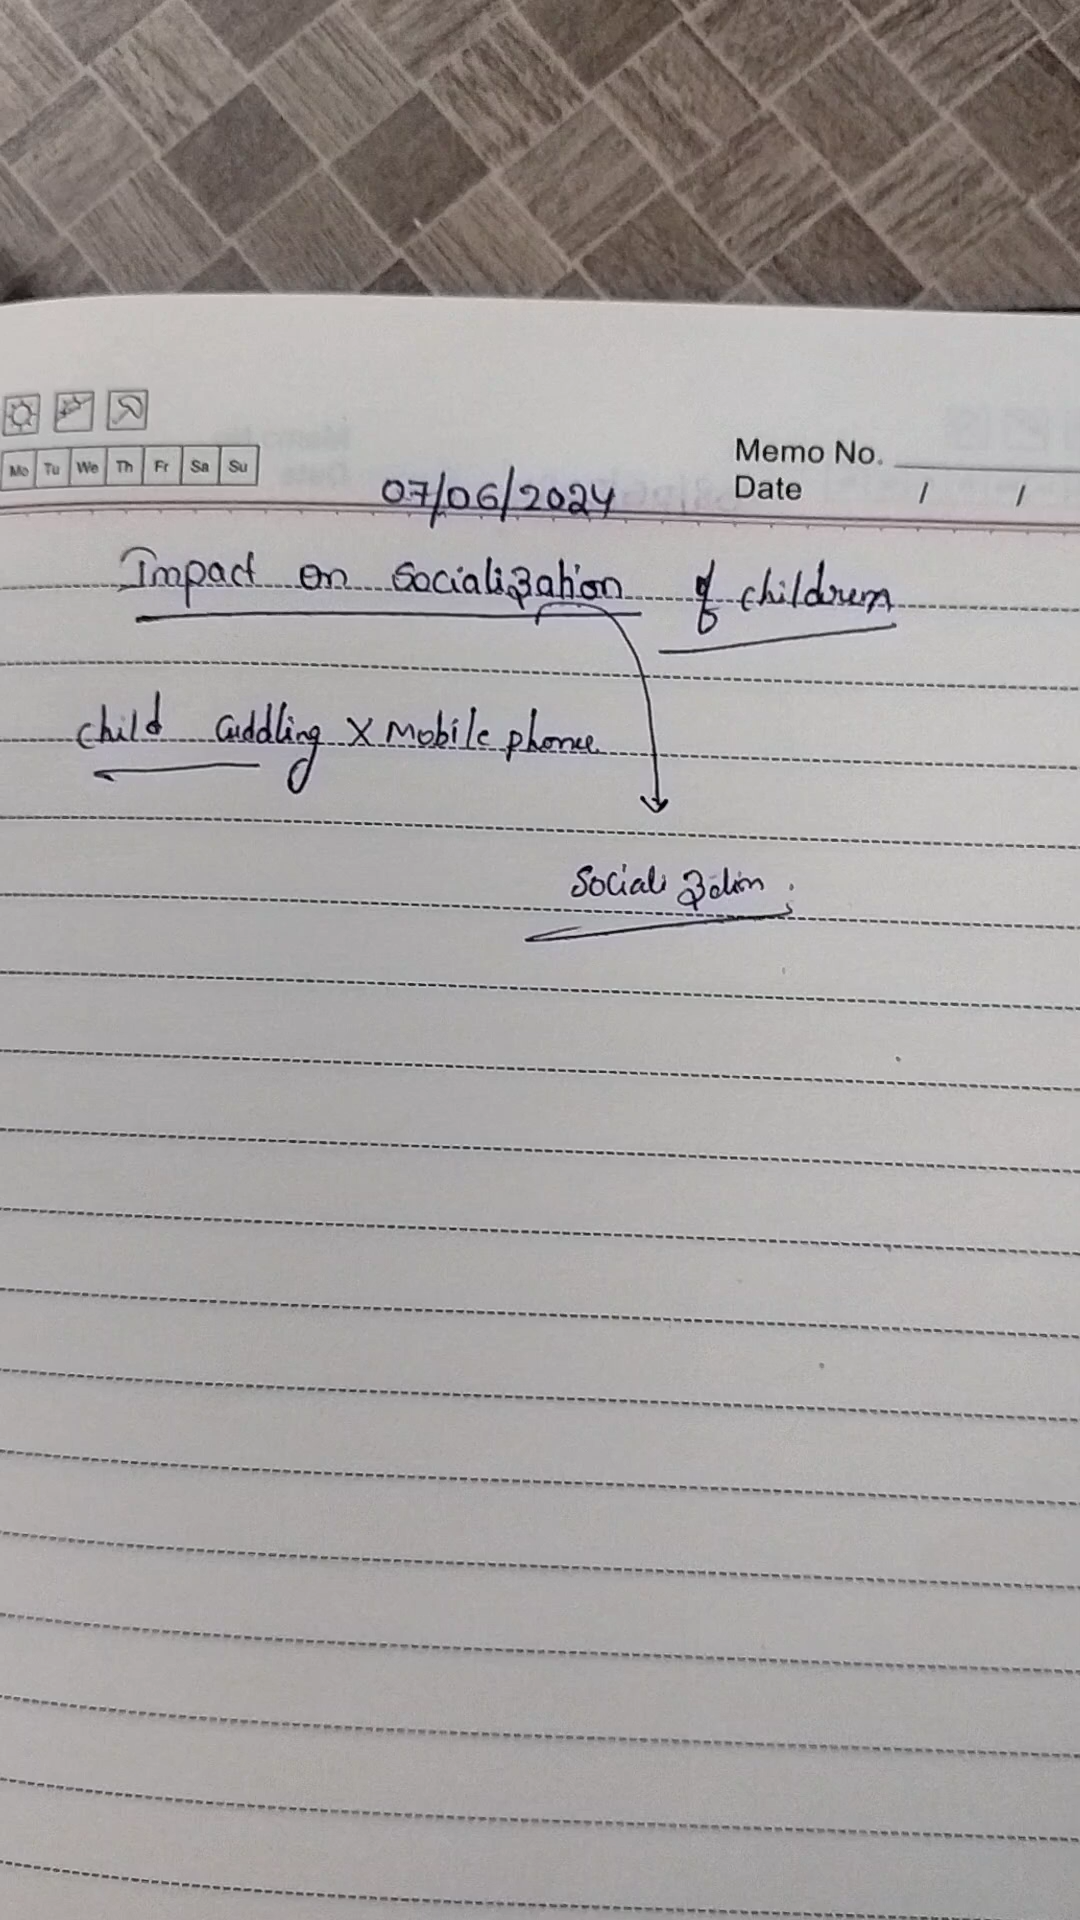 Mo Tu We Th Fr Sa Su
Memo No.
Date / /
07/06/2024
Impact on socialization of children
child cuddling X Mobile phone